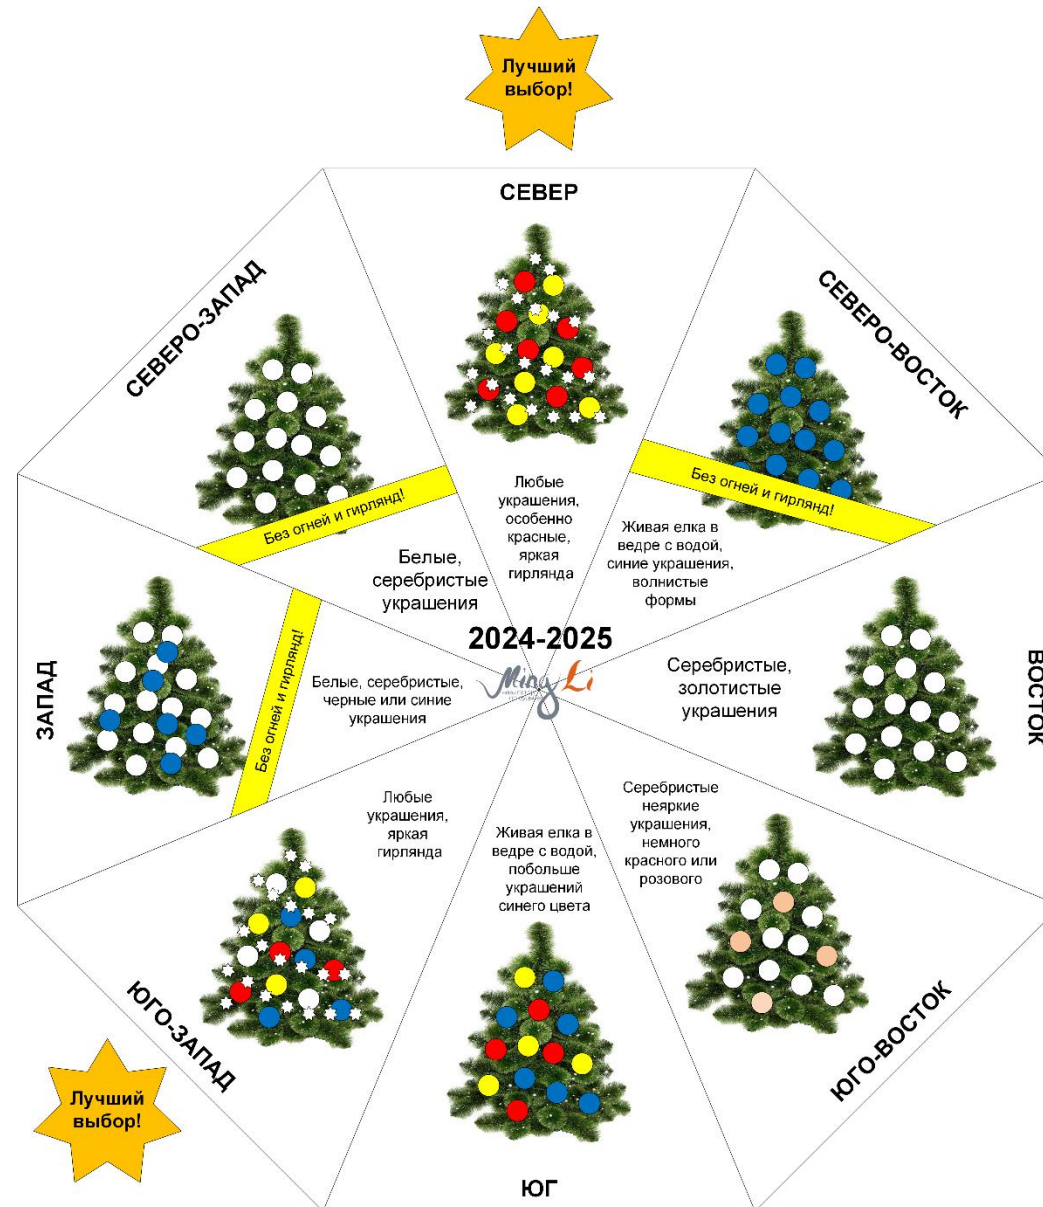 Лучший
выбор!
СЕВЕР
СЕВЕРО-ЗАПАД
СЕВЕРО-ВОСТОК
Без огней и гирлянд!
Без огней и гирлянд!
Любые
украшения,
особенно
красные,
яркая
гирлянда
Живая елка в
ведре с водой,
синие украшения,
волнистые
формы
Белые,
серебристые
украшения
2024-2025
Ming Li
ЗАПАД
Без огней и гирлянд!
Белые, серебристые,
черные или синие
украшения
Серебристые,
золотистые
украшения
ВОСТОК
Любые
украшения,
яркая
гирлянда
Живая елка в
ведре с водой,
побольше
украшений
синего цвета
Серебристые
неяркие
украшения,
немного
красного или
розового
ЮГО-ЗАПАД
ЮГО-ВОСТОК
Лучший
выбор!
ЮГ